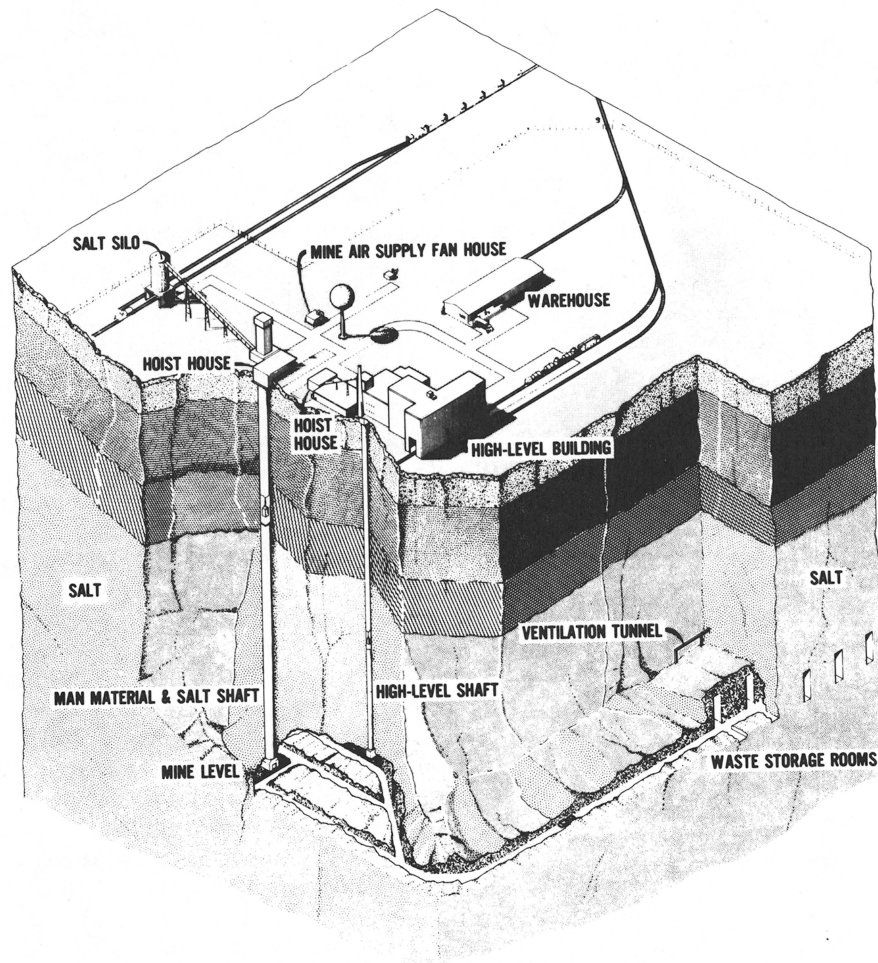 SALT SILO
MINE AIR SUPPLY FAN HOUSE
WAREHOUSE
HOIST HOUSE
HOIST
HOUSE
HIGH-LEVEL BUILDING
SALT
SALT
VENTILATION TUNNEL
MAN MATERIAL & SALT SHAFT
HIGH-LEVEL SHAFT
MINE LEVEL
WASTE STORAGE ROOMS